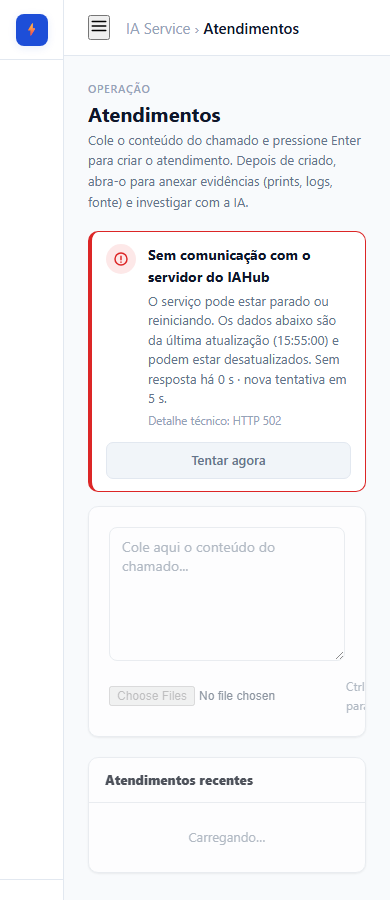 IA Service › Atendimentos
OPERAÇÃO
Atendimentos
Cole o conteúdo do chamado e pressione Enter
para criar o atendimento. Depois de criado,
abra-o para anexar evidências (prints, logs,
fonte) e investigar com a IA.
Sem comunicação com o
servidor do IAHub
O serviço pode estar parado ou
reiniciando. Os dados abaixo são
da última atualização (15:55:00) e
podem estar desatualizados. Sem
resposta há 0 s · nova tentativa em
5 s.
Detalhe técnico: HTTP 502
Tentar agora
Cole aqui o conteúdo do
chamado...
Choose Files No file chosen
Ctrl
para
Atendimentos recentes
Carregando...